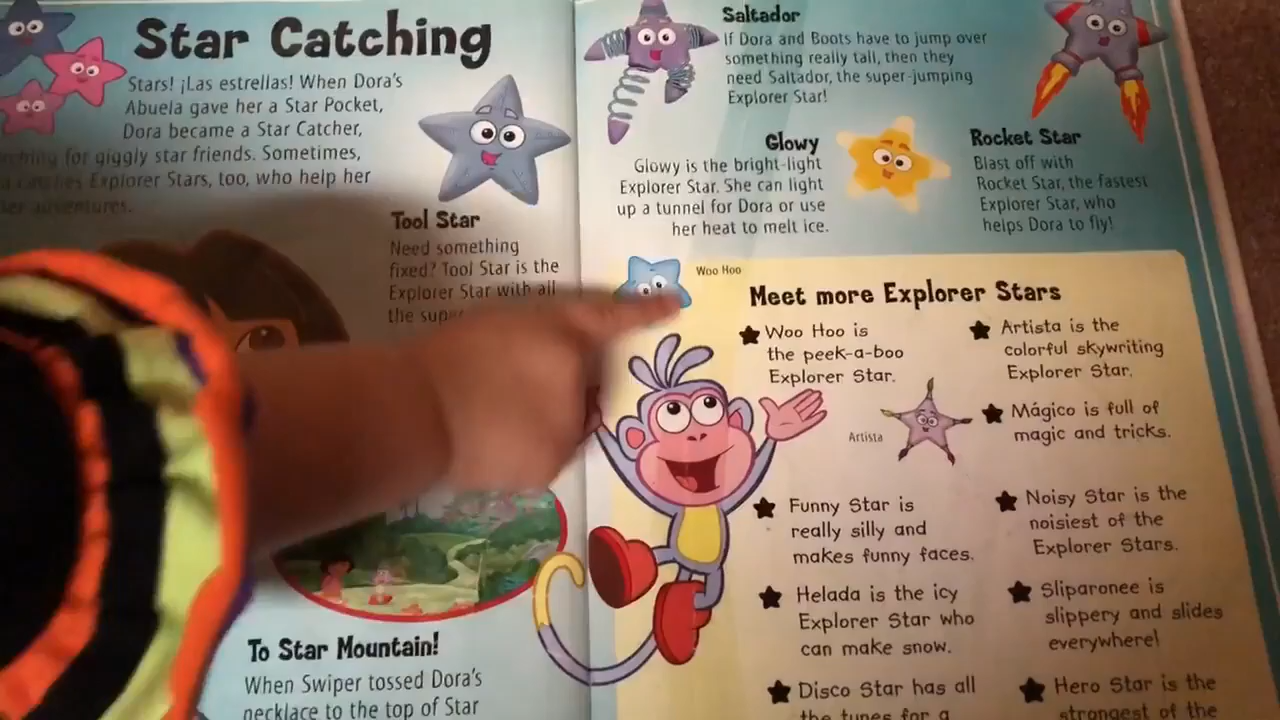 Star Catching
Stars! ¡Las estrellas! When Dora's
Abuela gave her a Star Pocket,
Dora became a Star Catcher,
for giggly star friends. Sometimes,
catches Explorer Stars, too, who help her
adventures.
Tool Star
Need something
fixed? Tool Star is the
Explorer Star with all
the
To Star Mountain!
When Swiper tossed Dora's
necklace to the top of Star
Saltador
If Dora and Boots have to jump over
something really tall, then they
need Saltador, the super-jumping
Explorer Star!
Glowy
Glowy is the bright-light
Explorer Star. She can light
up a tunnel for Dora or use
her heat to melt ice.
Rocket Star
Blast off with
Rocket Star, the fastest
Explorer Star, who
helps Dora to fly!
Woo Hoo
Meet more Explorer Stars
Woo Hoo is
the peek-a-boo
Explorer Star.
Artista
Funny Star is
really silly and
makes funny faces.
Helada is the icy
Explorer Star who
can make snow.
Disco Star has all
the tunes for a
Artista is the
colorful skywriting
Explorer Star.
Mágico is full of
magic and tricks.
Noisy Star is the
noisiest of the
Explorer Stars.
Sliparonee is
slippery and slides
everywhere!
Hero Star is the
strongest of the